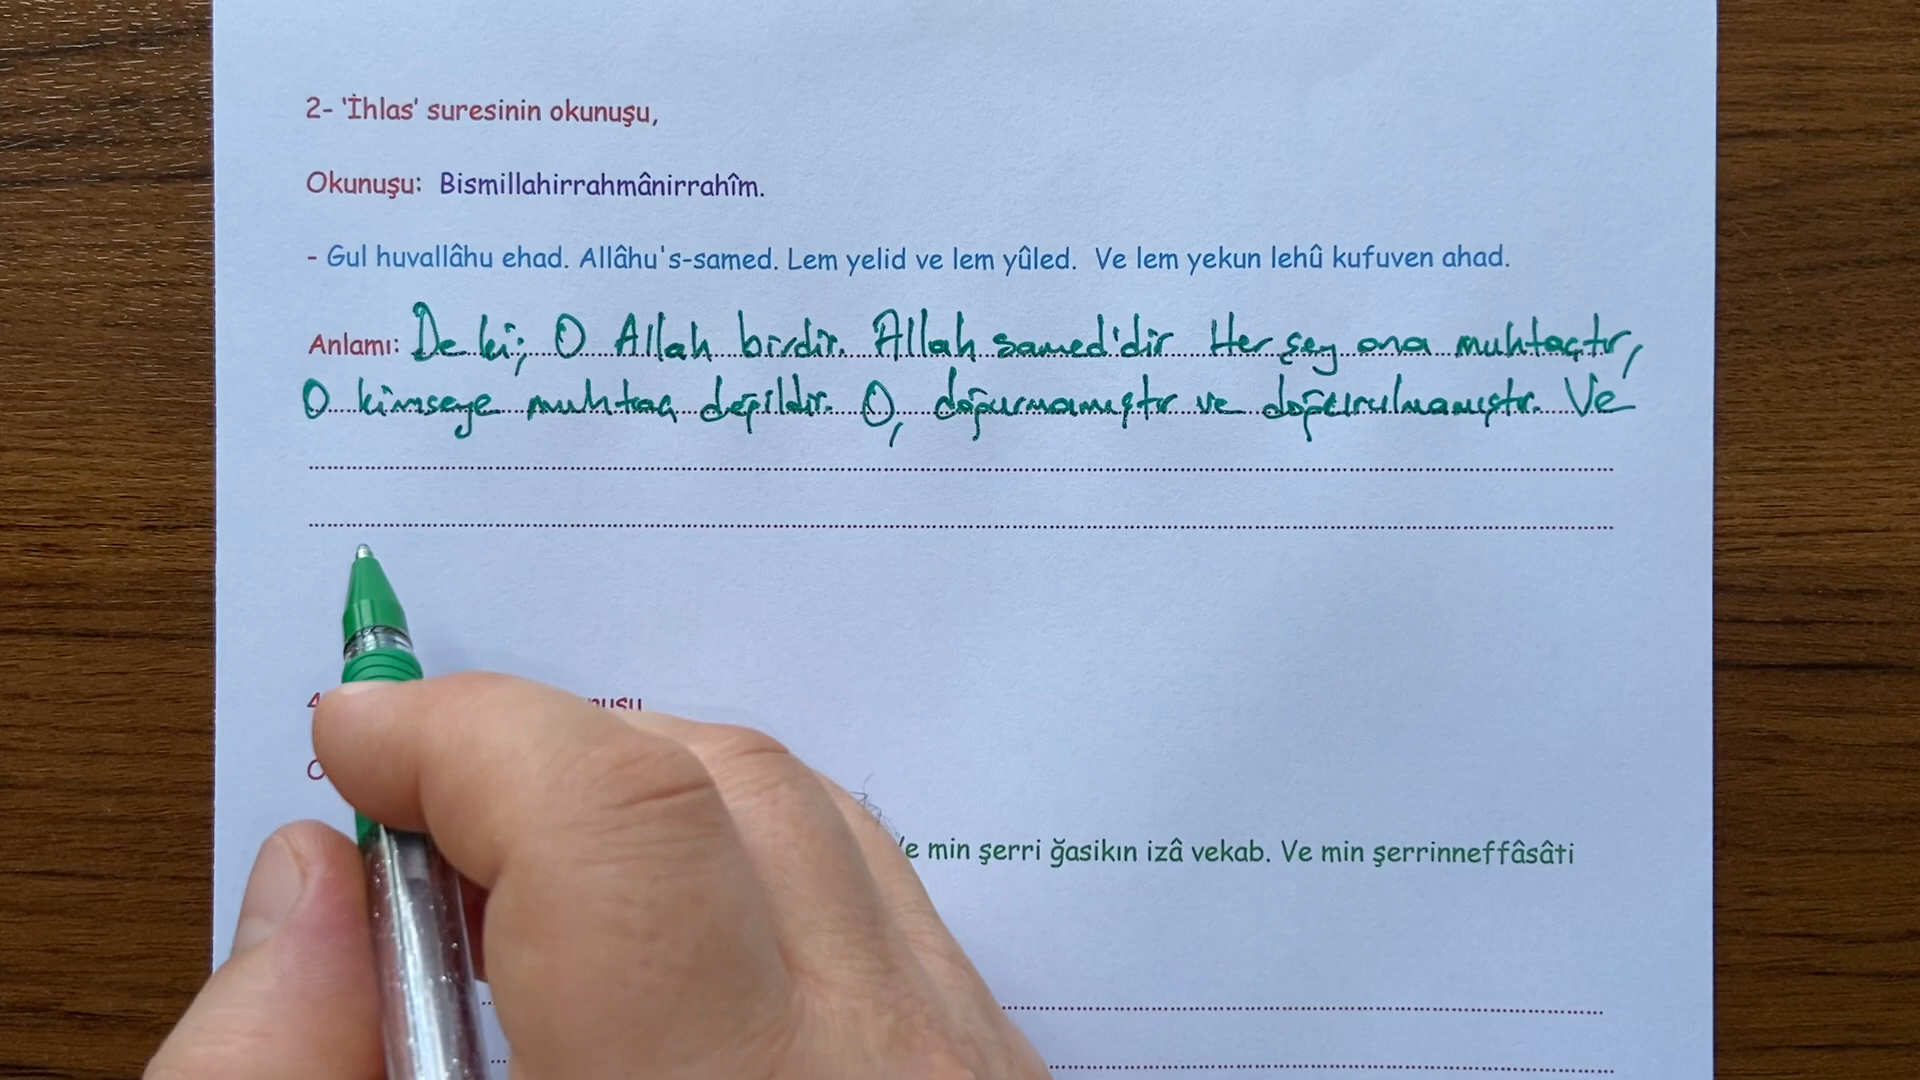 2- 'İhlas' suresinin okunuşu,
Okunuşu: Bismillahirrahmânirrahîm.
- Gul huvallâhu ehad. Allâhu's-samed. Lem yelid ve lem yûled. Ve lem yekun lehû kufuven ahad.
Anlamı: De ki; O Allah birdir. Allah samed'dir Her şey ona muhtaçtır,
O kimseye muhtaç değildir. O, doğurmamıştır ve doğurulmamıştır. Ve
min şerri ğasikın izâ vekab. Ve min şerrinneffâsâti